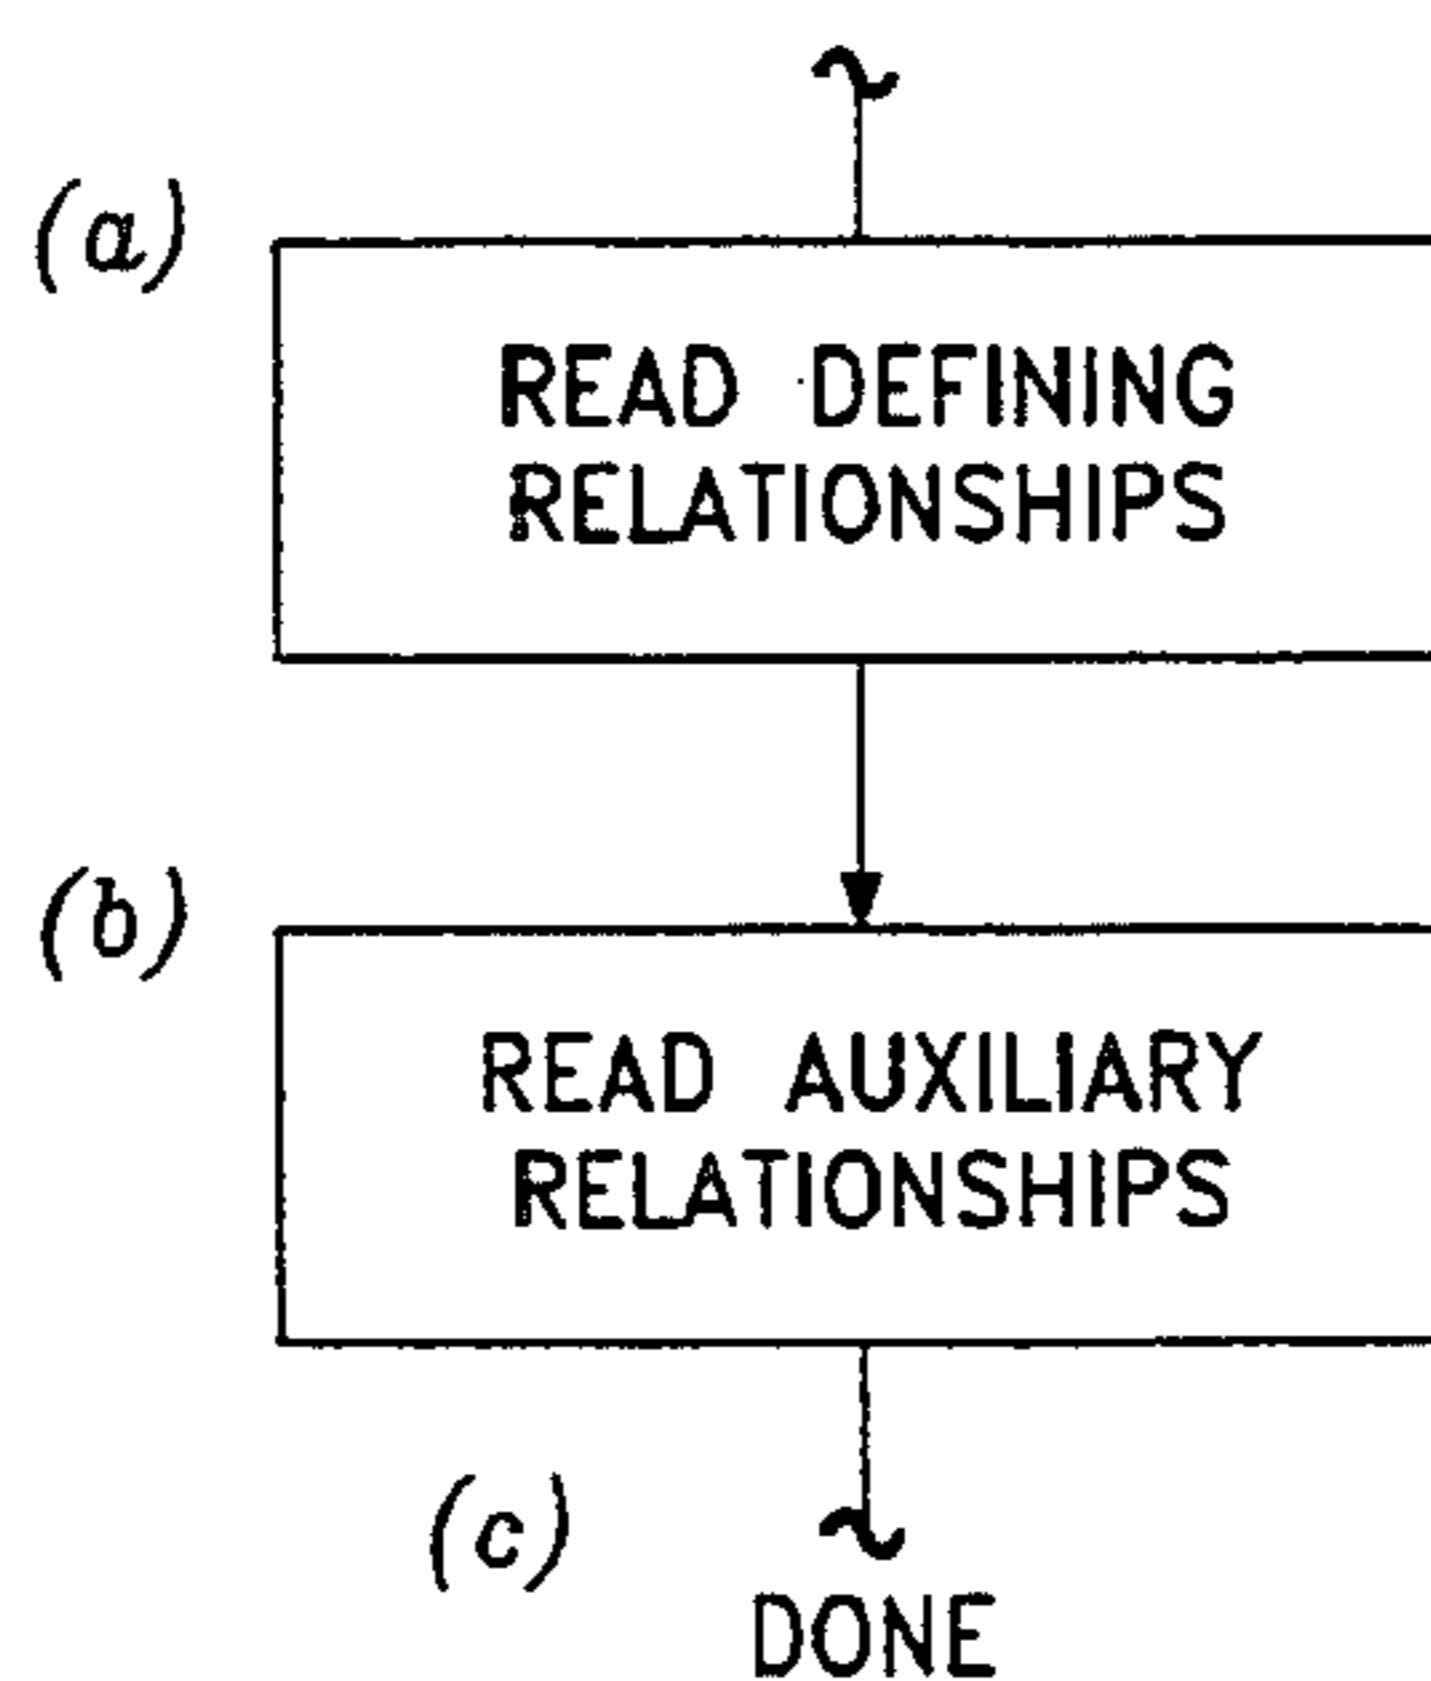 (a)
READ DEFINING
RELATIONSHIPS
(b)
READ AUXILIARY
RELATIONSHIPS
(c)
DONE